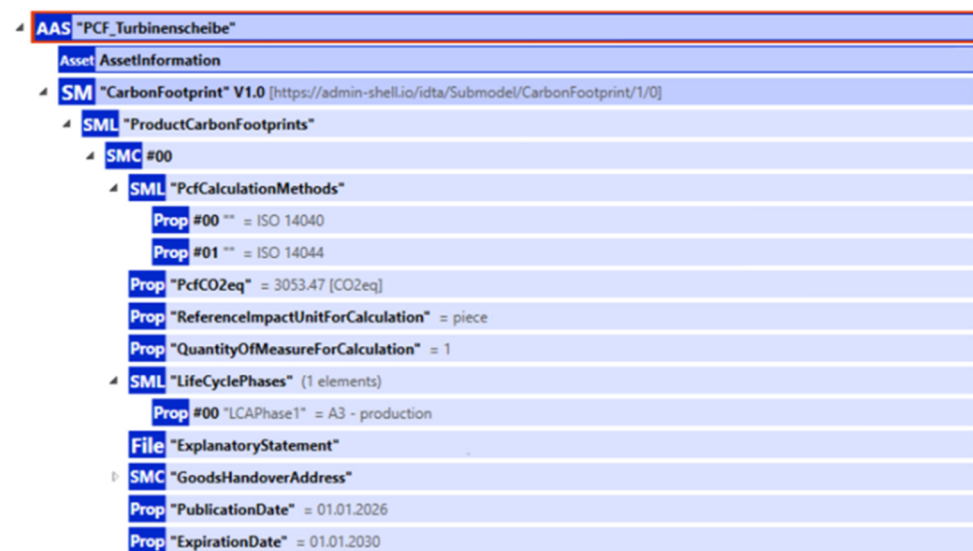 AAS "PCF_Turbinenscheibe"
Asset AssetInformation
SM "CarbonFootprint" V1.0 [https://admin-shell.io/idta/Submodel/CarbonFootprint/1/0]
SML "ProductCarbonFootprints"
SMC #00
SML "PcfCalculationMethods"
Prop #00 "" = ISO 14040
Prop #01 "" = ISO 14044
Prop "PcfCO2eq" = 3053.47 [CO2eq]
Prop "ReferenceImpactUnitForCalculation" = piece
Prop "QuantityOfMeasureForCalculation" = 1
SML "LifeCyclePhases" (1 elements)
Prop #00 "LCAPhase1" = A3 - production
File "ExplanatoryStatement"
SMC "GoodsHandoverAddress"
Prop "PublicationDate" = 01.01.2026
Prop "ExpirationDate" = 01.01.2030